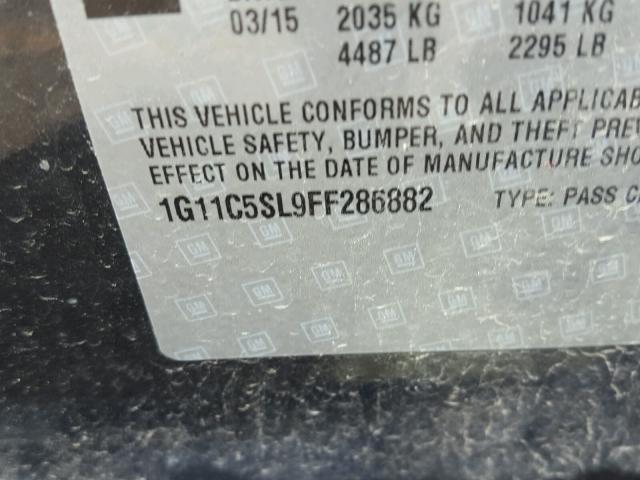 03/15 2035 KG 1041 KG
4487 LB 2295 LB
THIS VEHICLE CONFORMS TO ALL APPLICAB
VEHICLE SAFETY, BUMPER, AND THEFT PRE
EFFECT ON THE DATE OF MANUFACTURE SHO
1G11C5SL9FF286882 TYPE: PASS C
GM